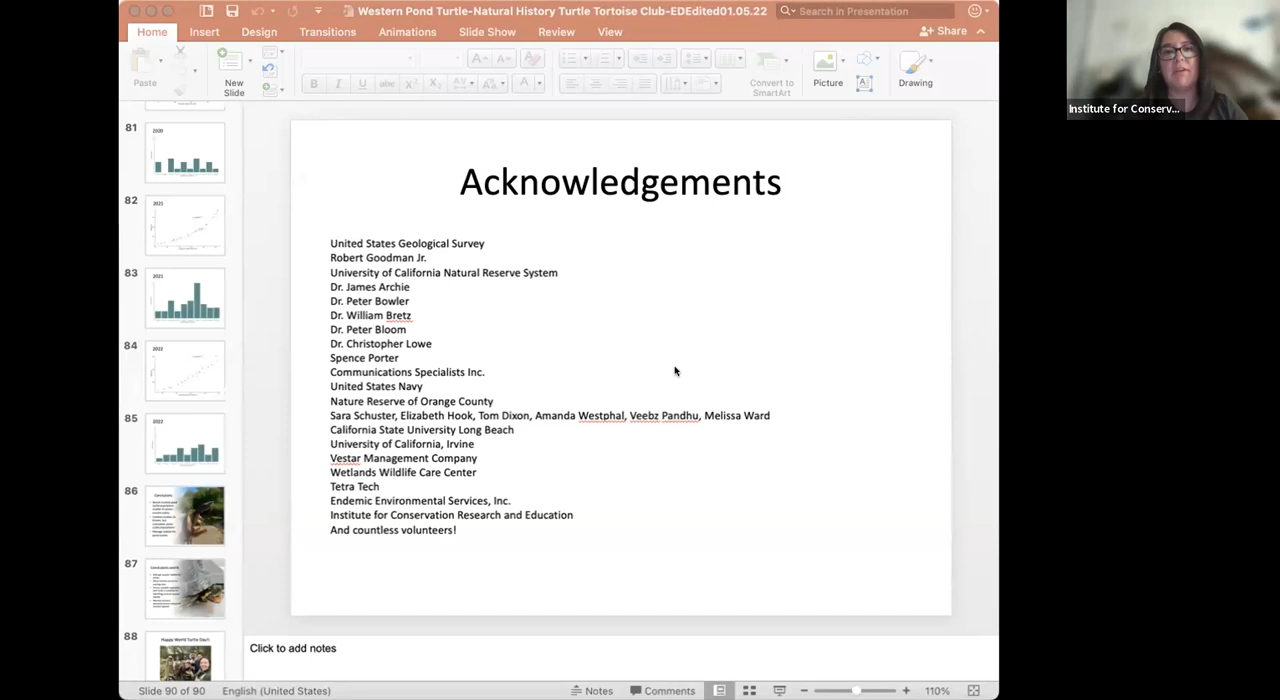 Western Pond Turtle-Natural History Turtle Tortoise Club-EDEdited01.05.22
Search in Presentation
Home Insert Design Transitions Animations Slide Show Review View Share
Paste
New Slide
Convert to SmartArt
Picture
Drawing
Institute for Conserv...
81
2020
82
2021
83
2021
84
2022
85
2022
86
Conclusions
87
88
Happy World Turtle Day!
Acknowledgements
United States Geological Survey
Robert Goodman Jr.
University of California Natural Reserve System
Dr. James Archie
Dr. Peter Bowler
Dr. William Bretz
Dr. Peter Bloom
Dr. Christopher Lowe
Spence Porter
Communications Specialists Inc.
United States Navy
Nature Reserve of Orange County
Sara Schuster, Elizabeth Hook, Tom Dixon, Amanda Westphal, Veebz Pandhu, Melissa Ward
California State University Long Beach
University of California, Irvine
Vestar Management Company
Wetlands Wildlife Care Center
Tetra Tech
Endemic Environmental Services, Inc.
Institute for Conservation Research and Education
And countless volunteers!
Click to add notes
Slide 90 of 90 English (United States) Notes Comments 110%